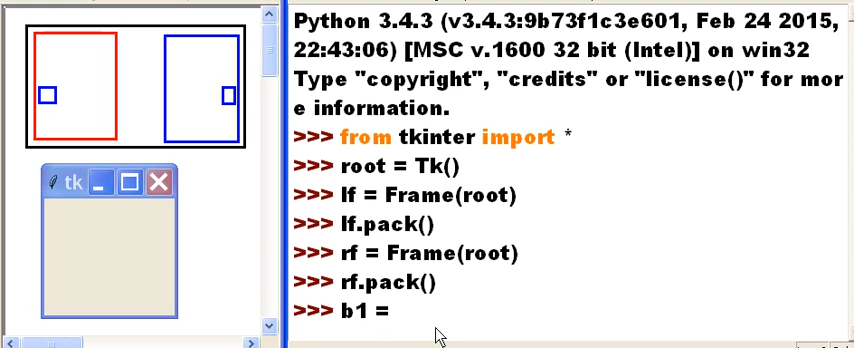 tk
Python 3.4.3 (v3.4.3:9b73f1c3e601, Feb 24 2015,
22:43:06) [MSC v.1600 32 bit (Intel)] on win32
Type "copyright", "credits" or "license()" for mor
e information.
>>> from tkinter import *
>>> root = Tk()
>>> lf = Frame(root)
>>> lf.pack()
>>> rf = Frame(root)
>>> rf.pack()
>>> b1 =